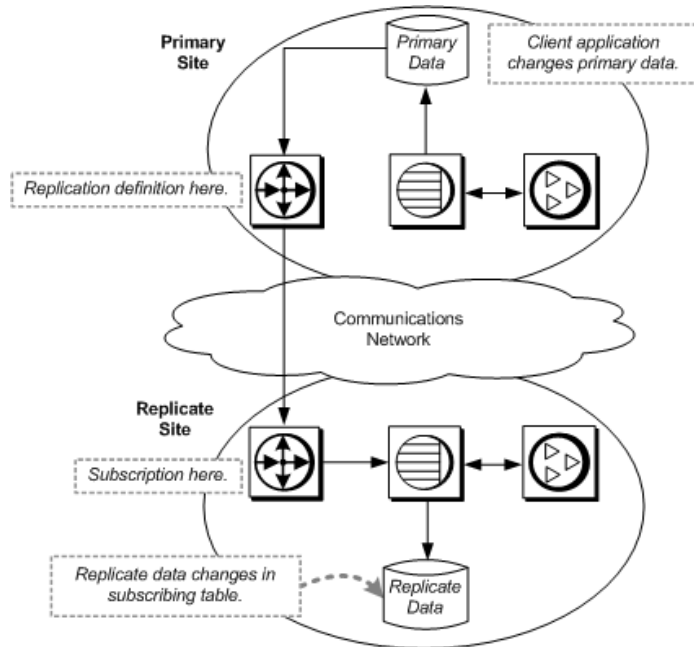 Primary
Site
Primary
Data
Client application
changes primary data.
Replication definition here.
Communications
Network
Replicate
Site
Subscription here.
Replicate data changes in
subscribing table.
Replicate
Data